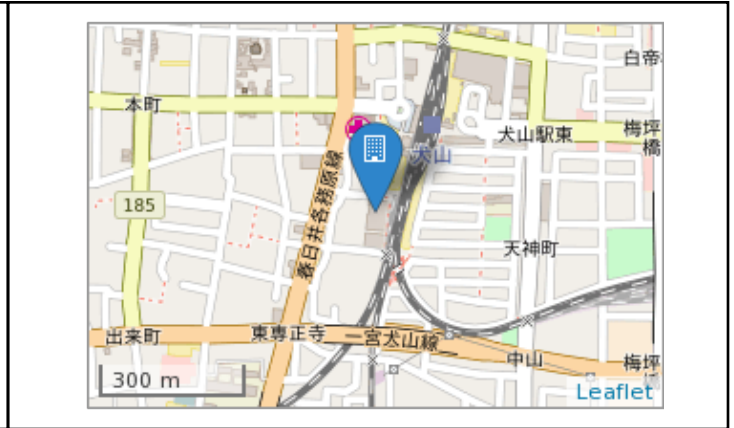 白帝
本町
犬山駅東
梅坪
橋
犬山
185
春日井各務原線
天神町
出来町
東専正寺
一宮犬山線
中山
梅坪
300 m
Leaflet